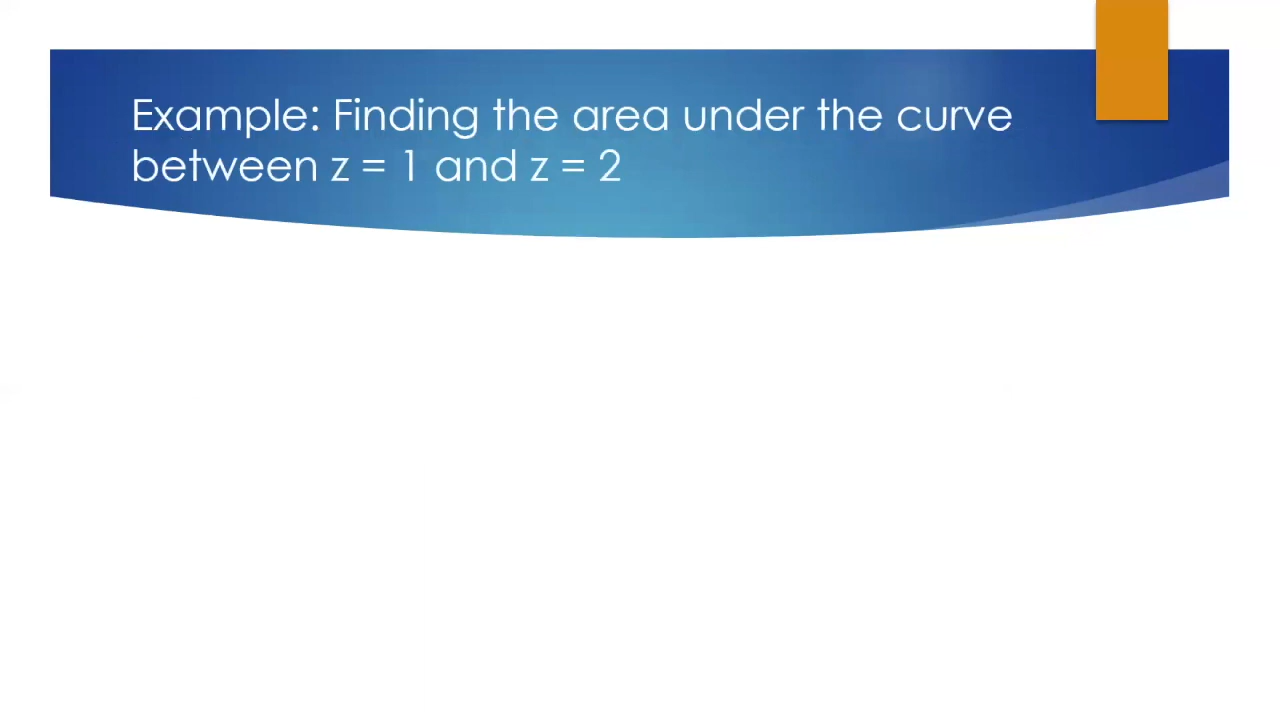 Example: Finding the area under the curve
between z = 1 and z = 2